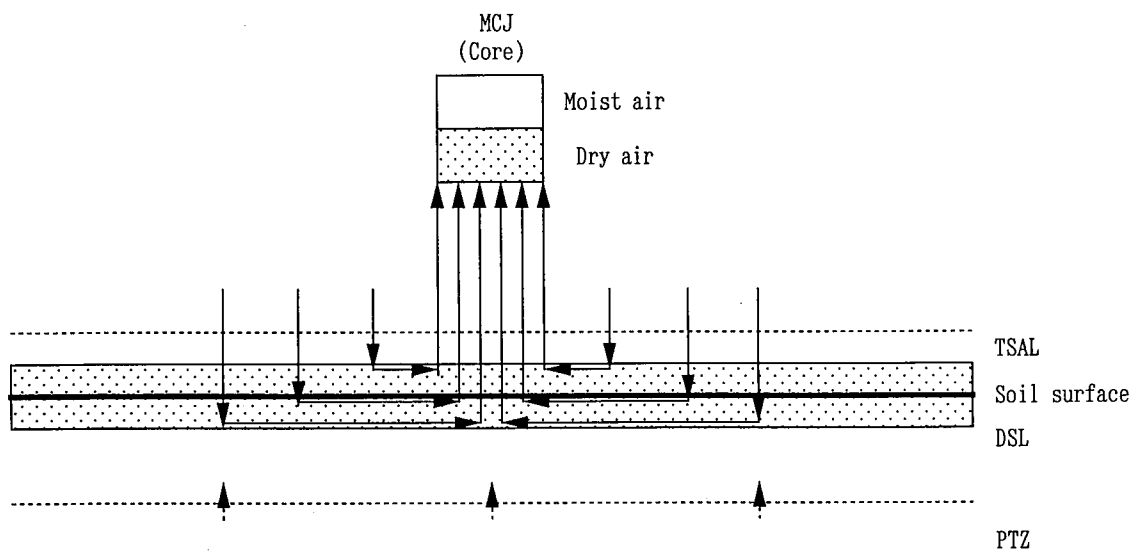 MCJ
(Core)
Moist air
Dry air
TSAL
Soil surface
DSL
PTZ